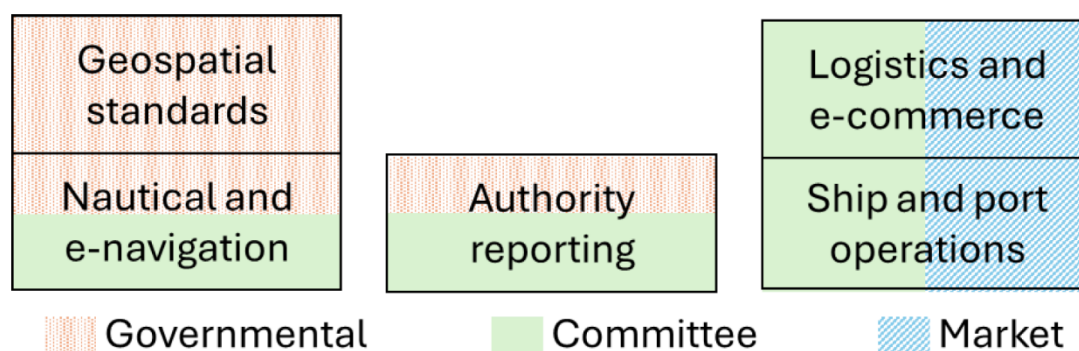 Geospatial
standards
Nautical and
e-navigation
Authority
reporting
Logistics and
e-commerce
Ship and port
operations
Governmental
Committee
Market